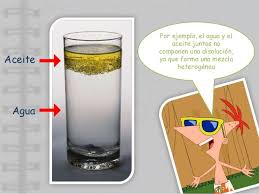 Aceite
Agua
Por ejemplo, el agua y el
aceite juntos no
componen una disolución,
ya que forma una mezcla
heterogénea